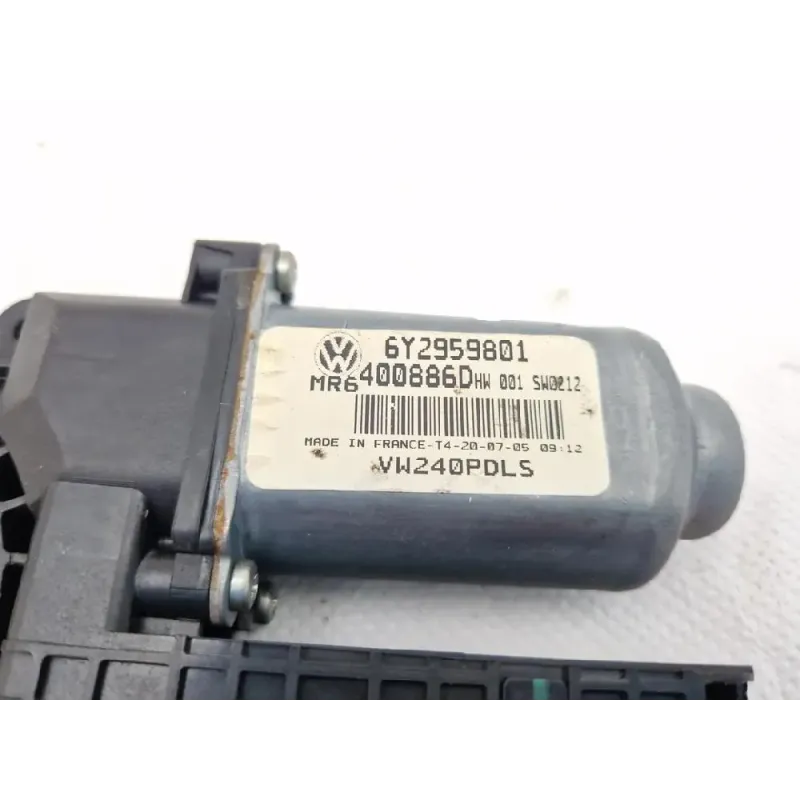 6Y2959801
MR6400886D HW 001 SW0212
MADE IN FRANCE-T4-20-07-05 09:12
VW240PDLS